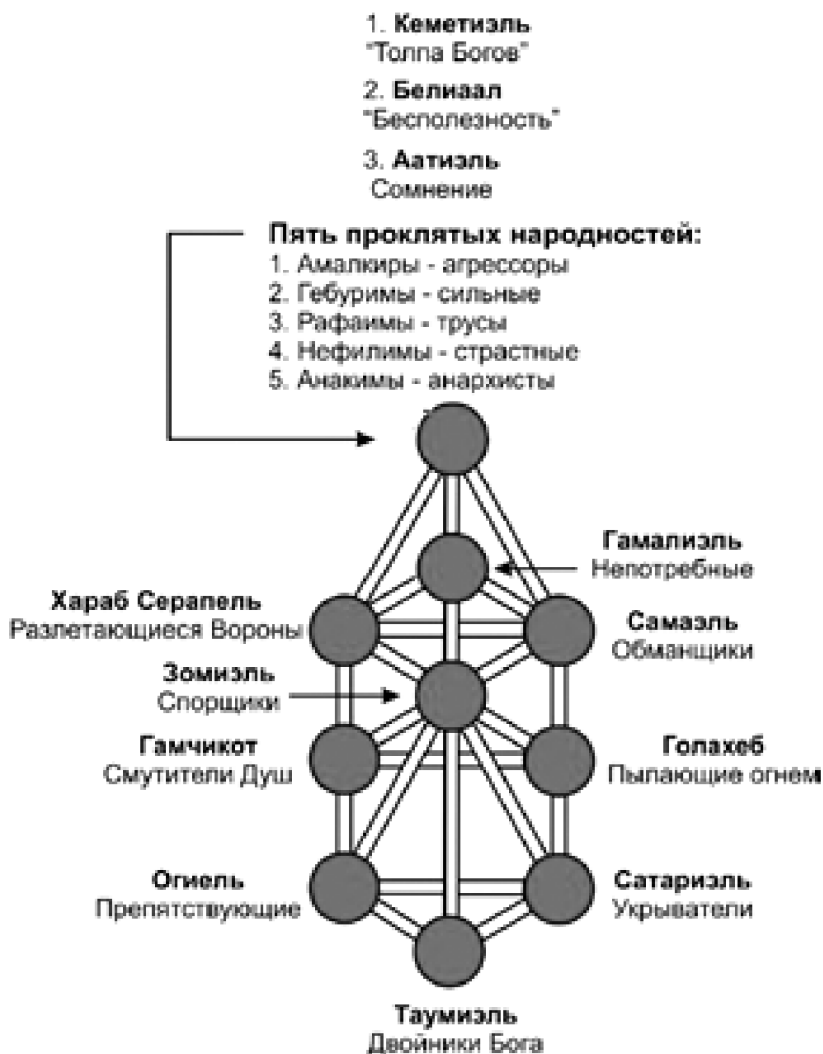 1. Кеметиэль
"Толпа Богов"
2. Белиаал
"Бесполезность"
3. Аатиэль
Сомнение
Пять проклятых народностей:
1. Амалкиры - агрессоры
2. Гебуримы - сильные
3. Рафаимы - трусы
4. Нефилимы - страстные
5. Анакимы - анархисты
Гамалиэль
Непотребные
Хараб Серапель
Разлетающиеся Вороны
Самаэль
Обманщики
Зомиэль
Спорщики
Гамчикот
Смутители Душ
Голахеб
Пылающие огнем
Огиель
Препятствующие
Сатариэль
Укрыватели
Таумиэль
Двойники Бога